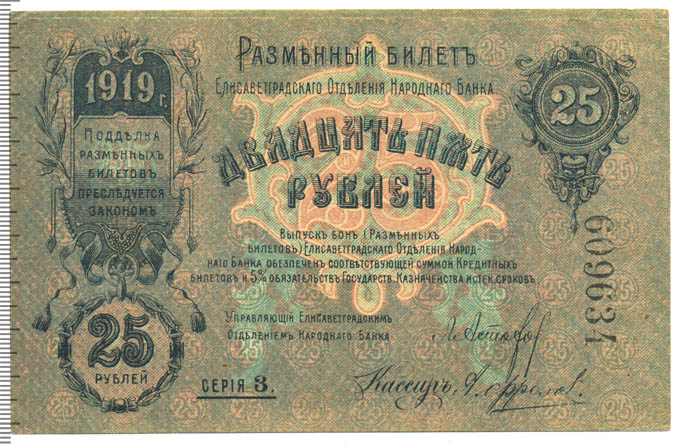 Размѣнный билетъ
Елисаветградскаго Отдѣленія Народнаго Банка
1919 г.
25
Поддѣлка
размѣнныхъ
билетовъ
преслѣдуется
закономъ
Двадцать пять
рублей
25
Выпускъ бонъ (размѣнныхъ
билетовъ) Елисаветградскаго Отдѣленія Народ-
наго Банка обезпеченъ соотвѣтствующей суммой Кредитныхъ
билетовъ и 5% обязательствъ Государств. Казначейства истек. сроковъ
609634
25
рублей
Управляющій Елисаветградскимъ
Отдѣленіемъ Народнаго Банка
Серія 3.
Кассиръ,